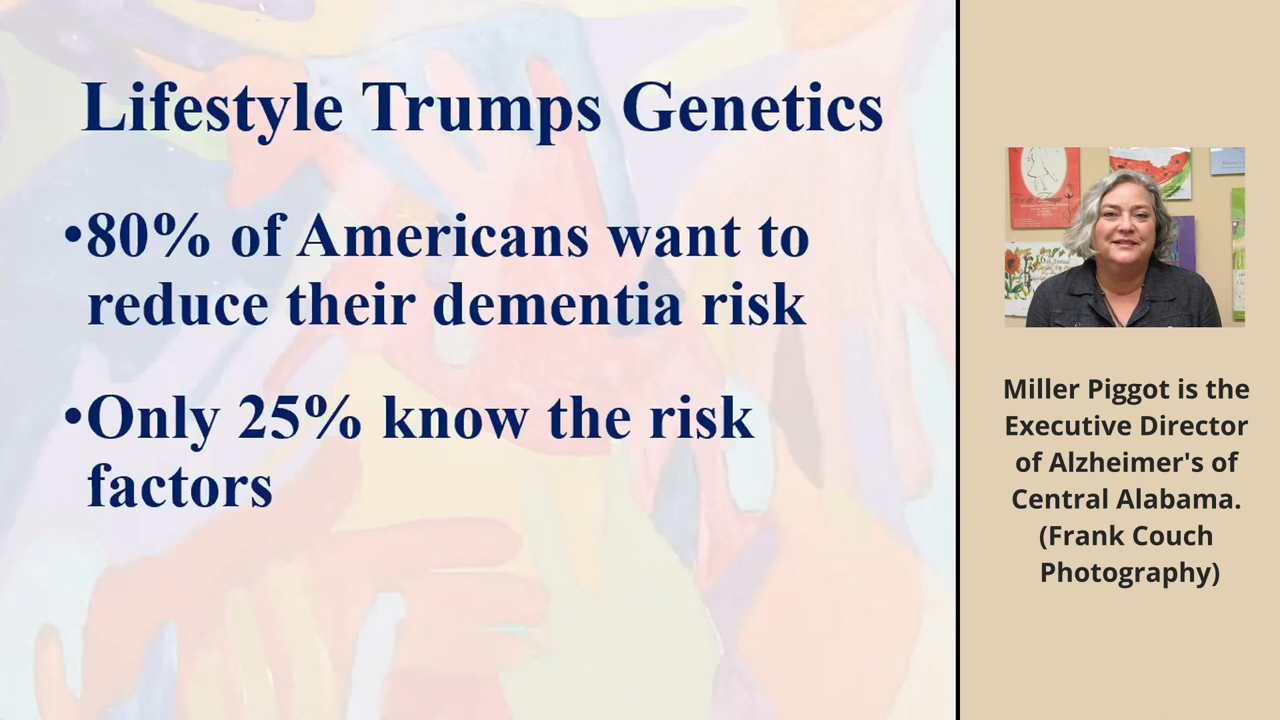 Lifestyle Trumps Genetics
•80% of Americans want to
reduce their dementia risk
•Only 25% know the risk
factors
Miller Piggot is the
Executive Director
of Alzheimer's of
Central Alabama.
(Frank Couch
Photography)